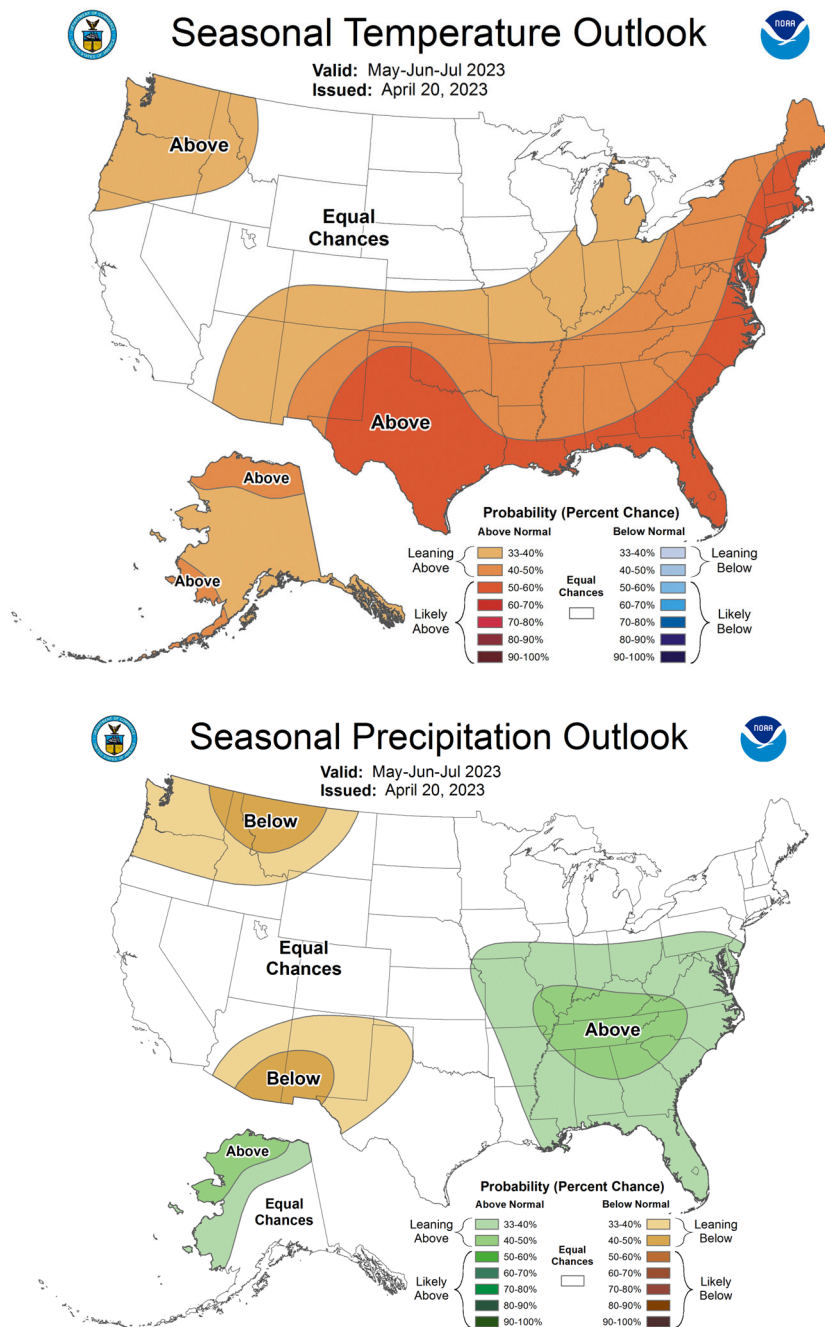 Seasonal Temperature Outlook
NOAA
Valid: May-Jun-Jul 2023
Issued: April 20, 2023
Above
Equal
Chances
Above
Above
Above
Probability (Percent Chance)
Above Normal
Below Normal
Leaning
Above
33-40%
40-50%
Likely
Above
50-60%
60-70%
70-80%
80-90%
90-100%
Equal
Chances
33-40%
40-50%
Leaning
Below
50-60%
60-70%
70-80%
80-90%
90-100%
Likely
Below
Seasonal Precipitation Outlook
NOAA
Valid: May-Jun-Jul 2023
Issued: April 20, 2023
Below
Equal
Chances
Above
Below
Above
Equal
Chances
Probability (Percent Chance)
Above Normal
Below Normal
Leaning
Above
33-40%
40-50%
Likely
Above
50-60%
60-70%
70-80%
80-90%
90-100%
Equal
Chances
33-40%
40-50%
Leaning
Below
50-60%
60-70%
70-80%
80-90%
90-100%
Likely
Below